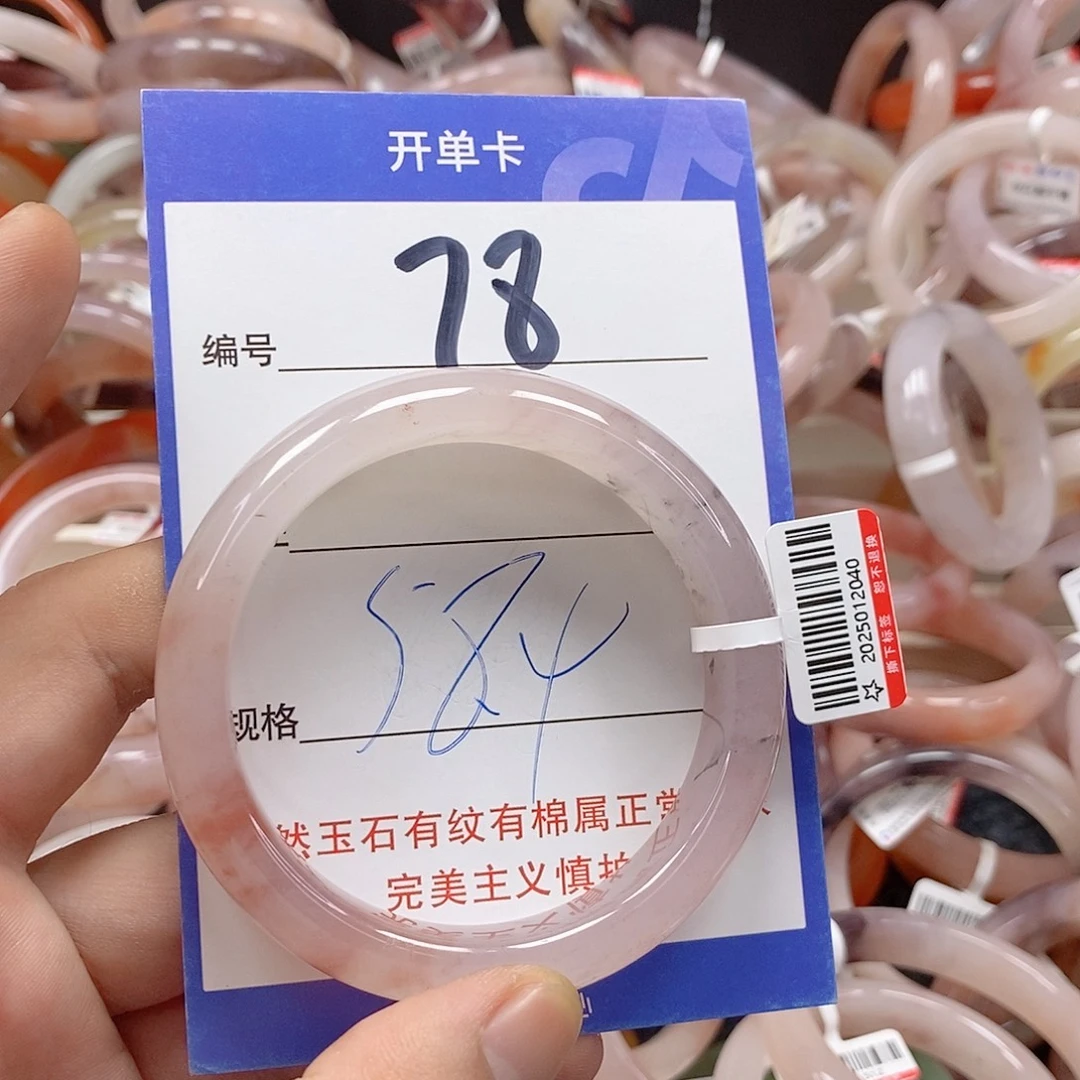 开单卡
编号 78
规格 584
然玉石有纹有棉属正常
完美主义慎拍
2025012040
撕下标签 恕不退换